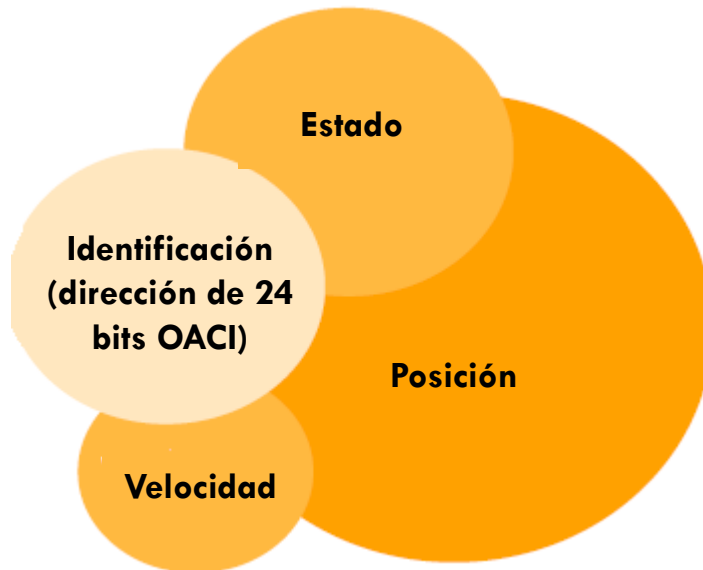 Estado
Identificación
(dirección de 24
bits OACI)
Posición
Velocidad